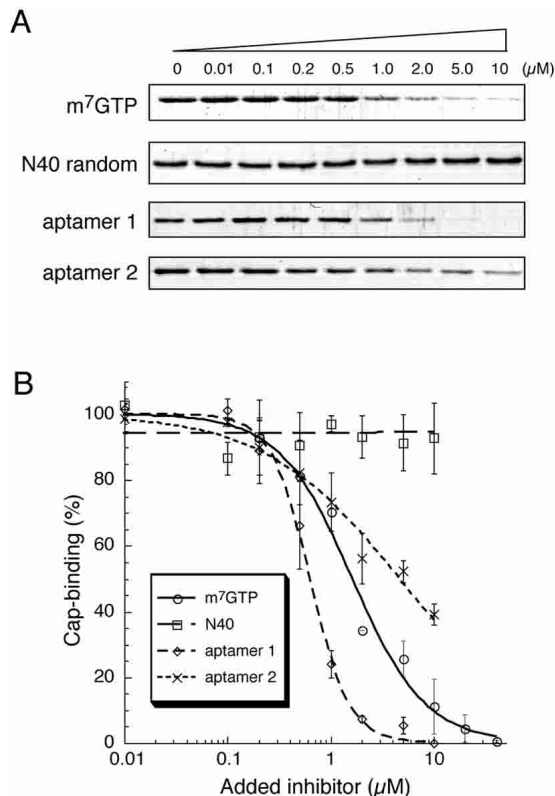 A
0 0.01 0.1 0.2 0.5 1.0 2.0 5.0 10 (μM)
m⁷GTP
N40 random
aptamer 1
aptamer 2
B
100
80
60
40
20
0
Cap-binding (%)
m⁷GTP
N40
aptamer 1
aptamer 2
0.01 0.1 1 10
Added inhibitor (μM)